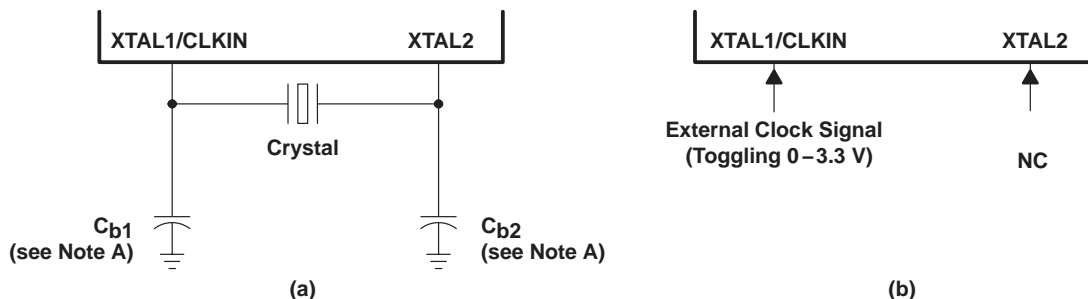 XTAL1/CLKIN
XTAL2
Crystal
Cb1
(see Note A)
Cb2
(see Note A)
(a)
XTAL1/CLKIN
XTAL2
External Clock Signal
(Toggling 0–3.3 V)
NC
(b)